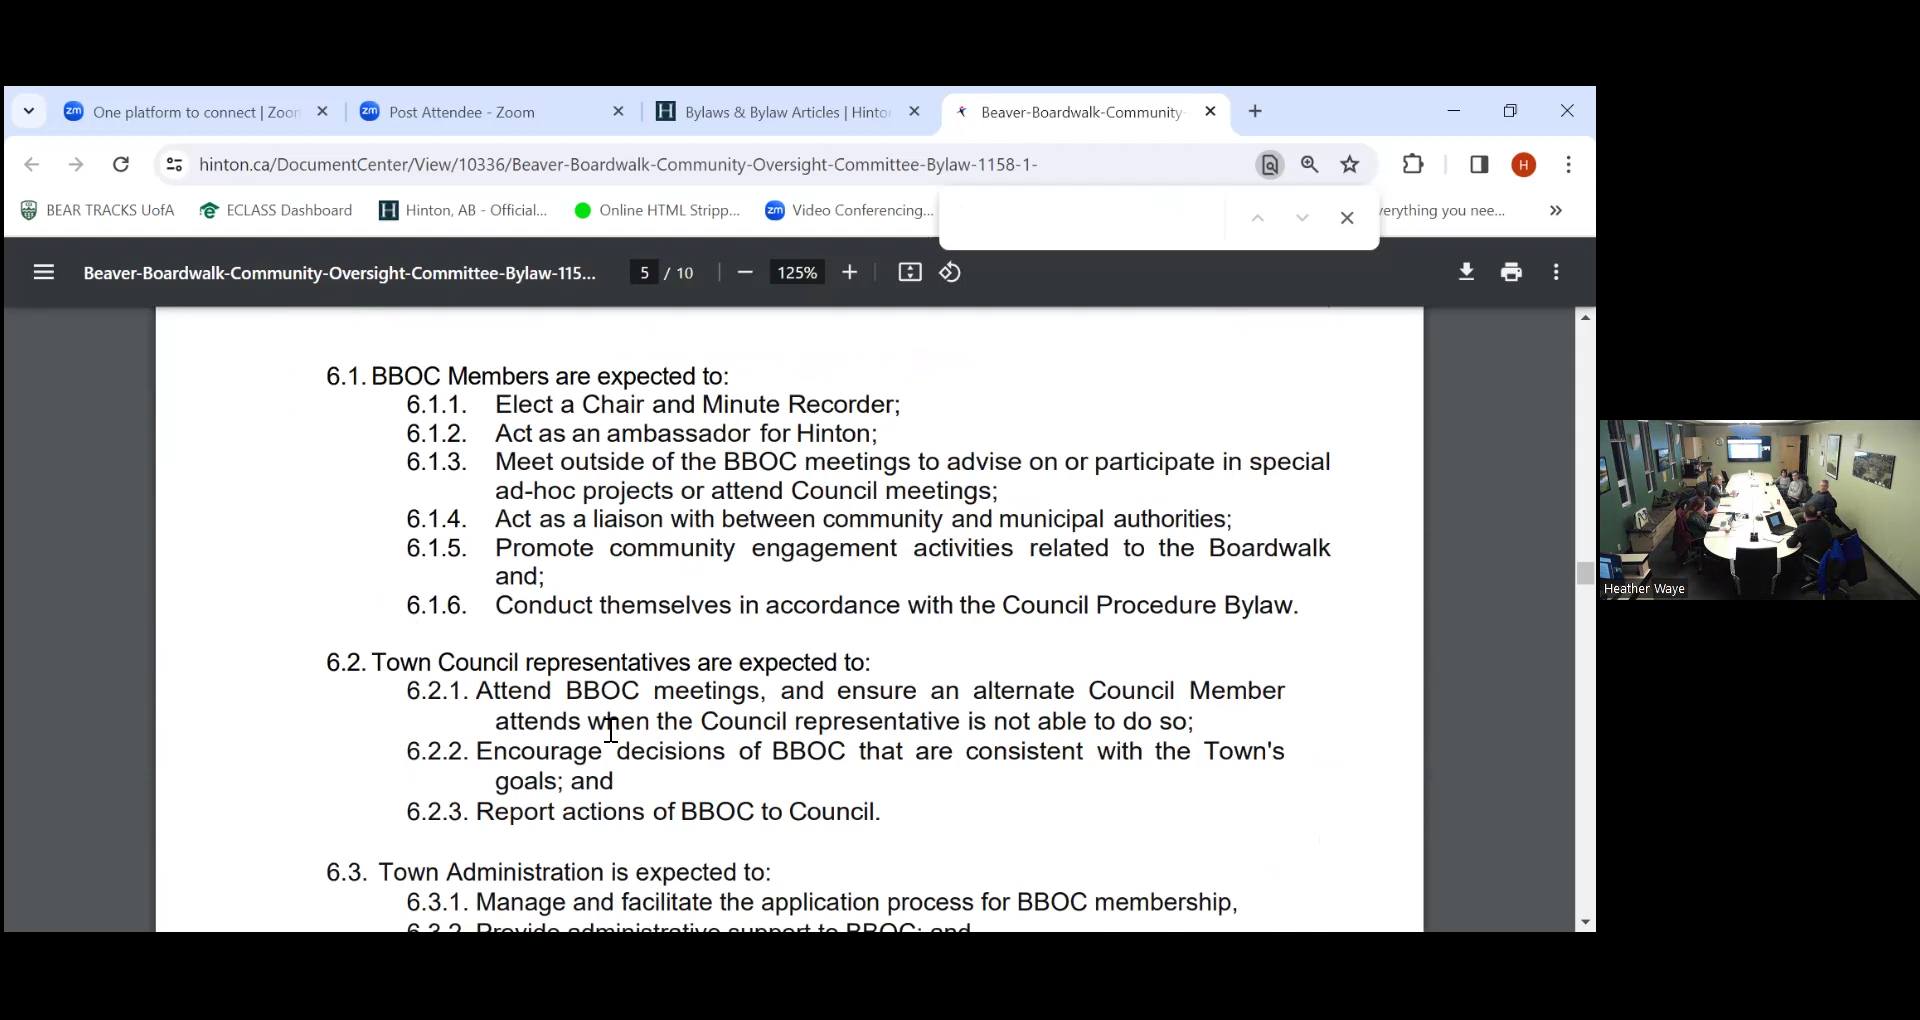 One platform to connect | Zoom
Post Attendee - Zoom
Bylaws & Bylaw Articles | Hinto
Beaver-Boardwalk-Community-
hinton.ca/DocumentCenter/View/10336/Beaver-Boardwalk-Community-Oversight-Committee-Bylaw-1158-1-
H
BEAR TRACKS UofA
ECLASS Dashboard
Hinton, AB - Official...
Online HTML Stripp...
Video Conferencing...
verything you nee...
Beaver-Boardwalk-Community-Oversight-Committee-Bylaw-115...
5 / 10
125%
6.1. BBOC Members are expected to:
6.1.1. Elect a Chair and Minute Recorder;
6.1.2. Act as an ambassador for Hinton;
6.1.3. Meet outside of the BBOC meetings to advise on or participate in special
ad-hoc projects or attend Council meetings;
6.1.4. Act as a liaison with between community and municipal authorities;
6.1.5. Promote community engagement activities related to the Boardwalk
and;
6.1.6. Conduct themselves in accordance with the Council Procedure Bylaw.
6.2. Town Council representatives are expected to:
6.2.1. Attend BBOC meetings, and ensure an alternate Council Member
attends when the Council representative is not able to do so;
6.2.2. Encourage decisions of BBOC that are consistent with the Town's
goals; and
6.2.3. Report actions of BBOC to Council.
6.3. Town Administration is expected to:
6.3.1. Manage and facilitate the application process for BBOC membership,
6.3.2. Provide administrative support to BBOC; and
Heather Waye